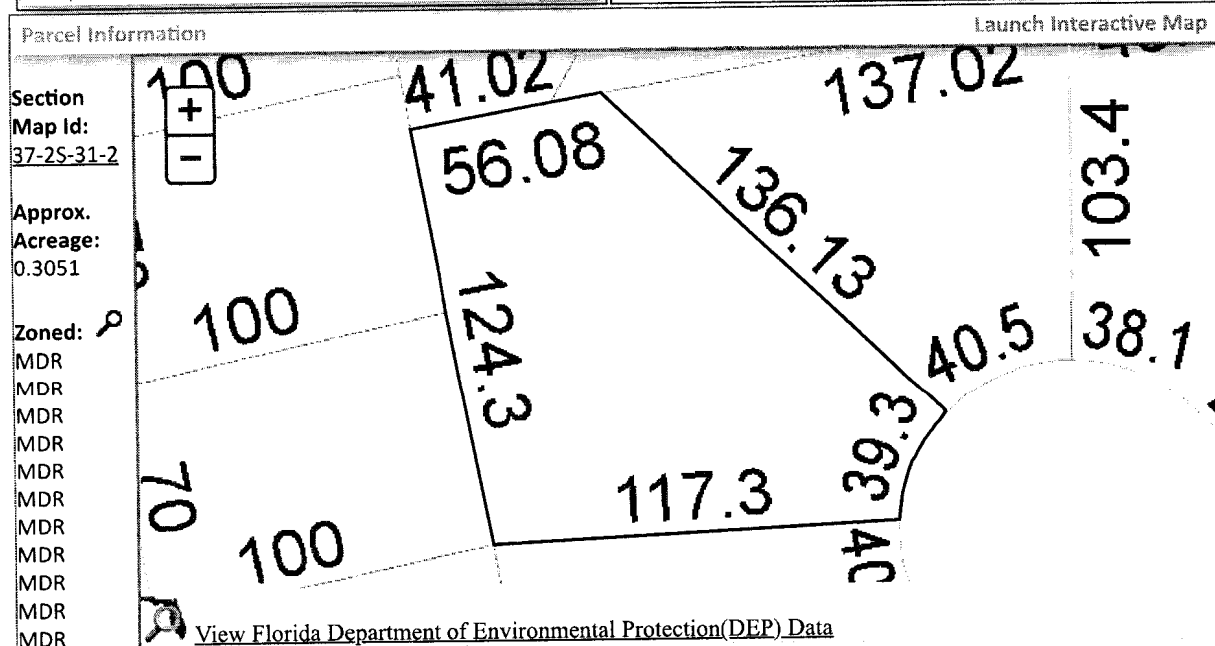 Parcel Information
Launch Interactive Map
Section
Map Id:
37-2S-31-2
Approx.
Acreage:
0.3051
Zoned:
MDR
MDR
MDR
MDR
MDR
MDR
MDR
MDR
MDR
MDR
MDR
+
−
100
41.02
137.02
56.08
136.13
103.4
100
124.3
40.5
38.1
39.3
117.3
70
100
40
View Florida Department of Environmental Protection(DEP) Data